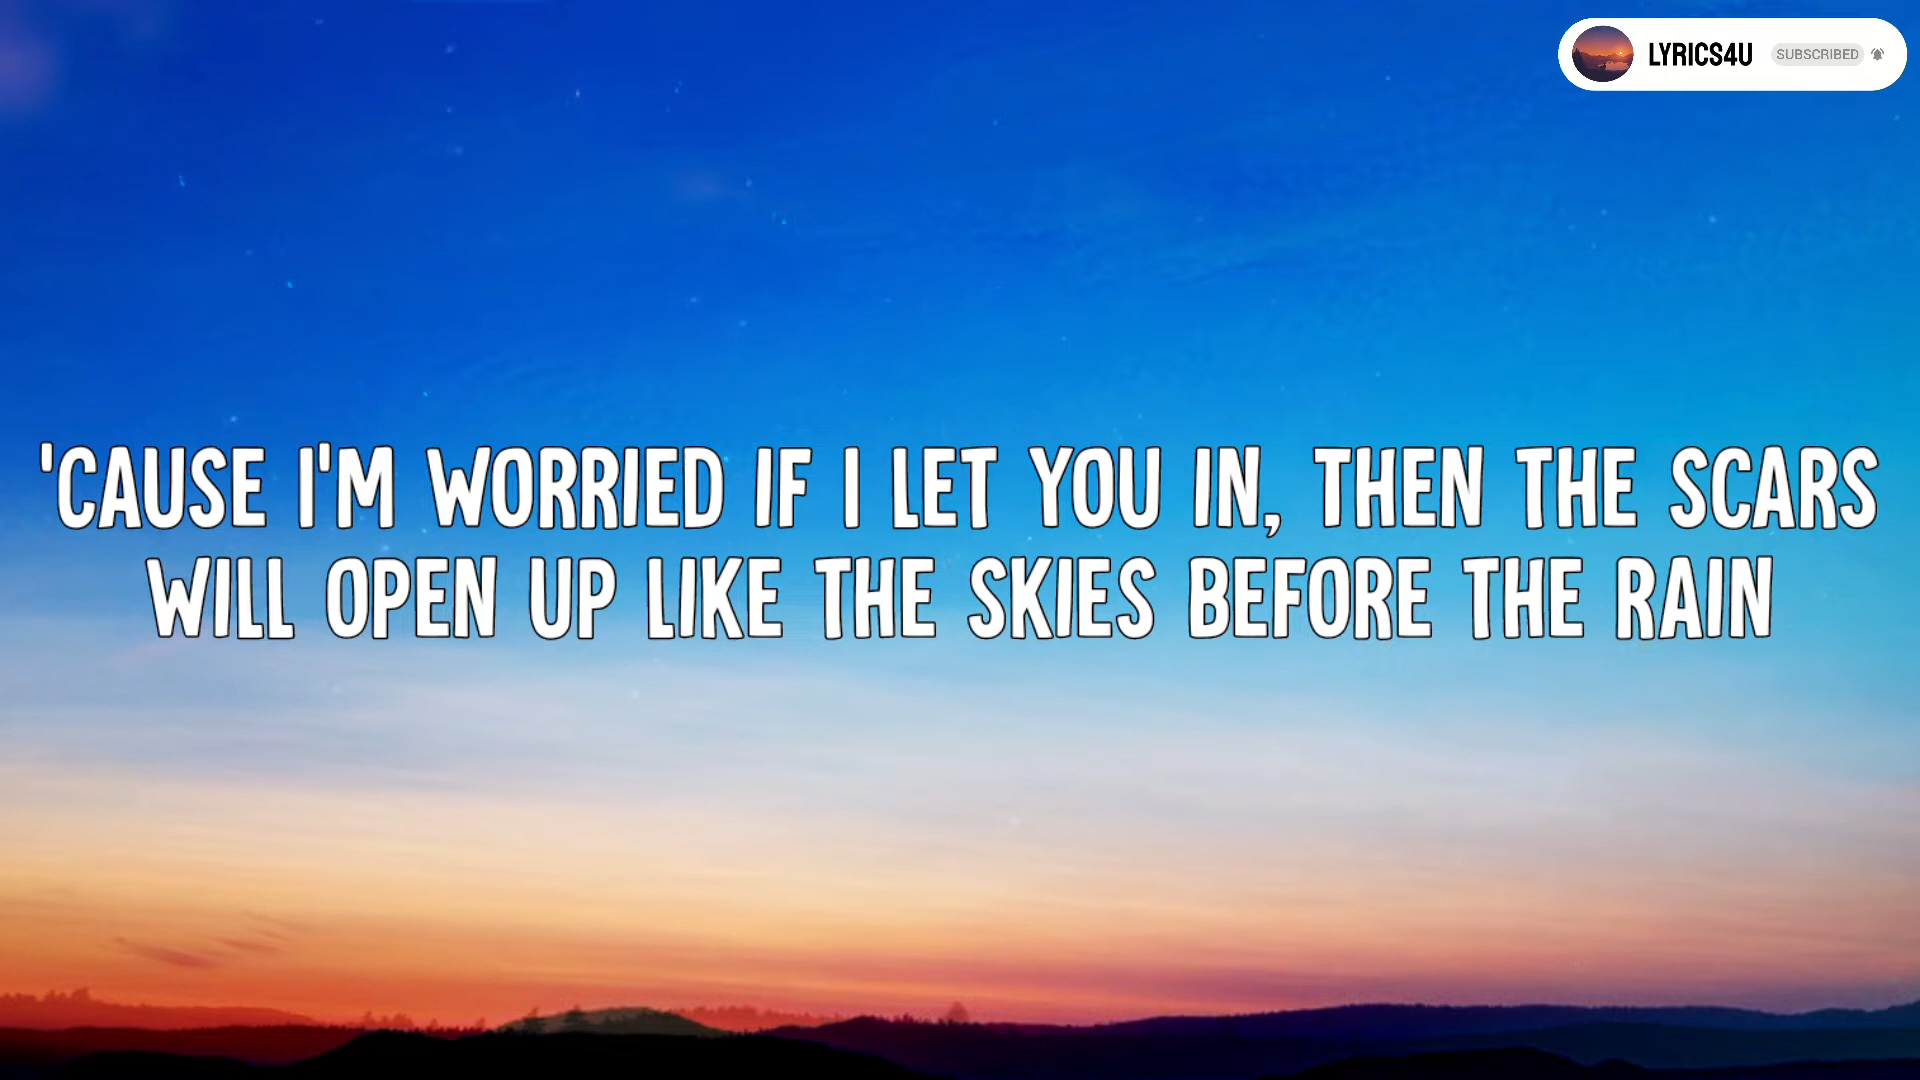 LYRICS4U SUBSCRIBED
'CAUSE I'M WORRIED IF I LET YOU IN, THEN THE SCARS
WILL OPEN UP LIKE THE SKIES BEFORE THE RAIN